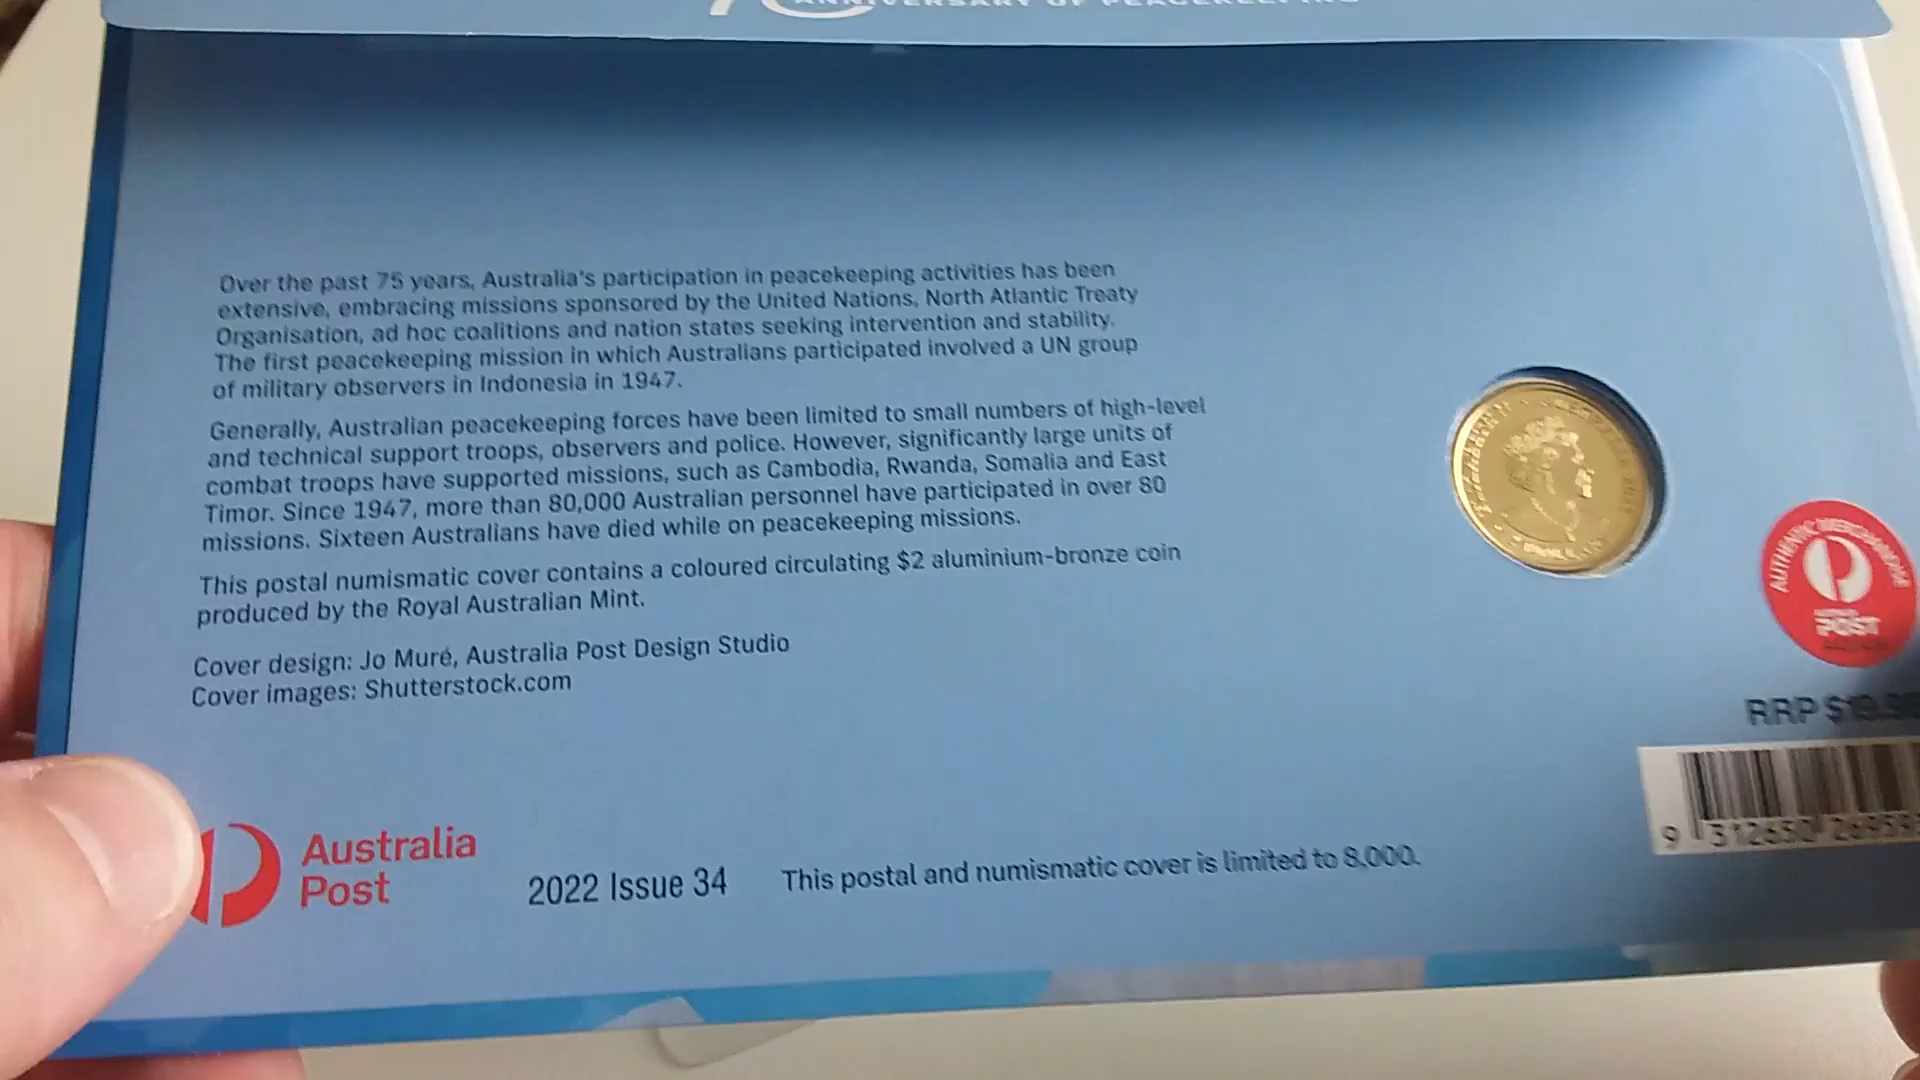 ANNIVERSARY OF PEACEKEEPING
Over the past 75 years, Australia's participation in peacekeeping activities has been
extensive, embracing missions sponsored by the United Nations, North Atlantic Treaty
Organisation, ad hoc coalitions and nation states seeking intervention and stability.
The first peacekeeping mission in which Australians participated involved a UN group
of military observers in Indonesia in 1947.
Generally, Australian peacekeeping forces have been limited to small numbers of high-level
and technical support troops, observers and police. However, significantly large units of
combat troops have supported missions, such as Cambodia, Rwanda, Somalia and East
Timor. Since 1947, more than 80,000 Australian personnel have participated in over 80
missions. Sixteen Australians have died while on peacekeeping missions.
This postal numismatic cover contains a coloured circulating $2 aluminium-bronze coin
produced by the Royal Australian Mint.
Cover design: Jo Muré, Australia Post Design Studio
Cover images: Shutterstock.com
AUTHENTIC MERCHANDISE
POST
RRP
Australia
Post
2022 Issue 34
This postal and numismatic cover is limited to 8,000.